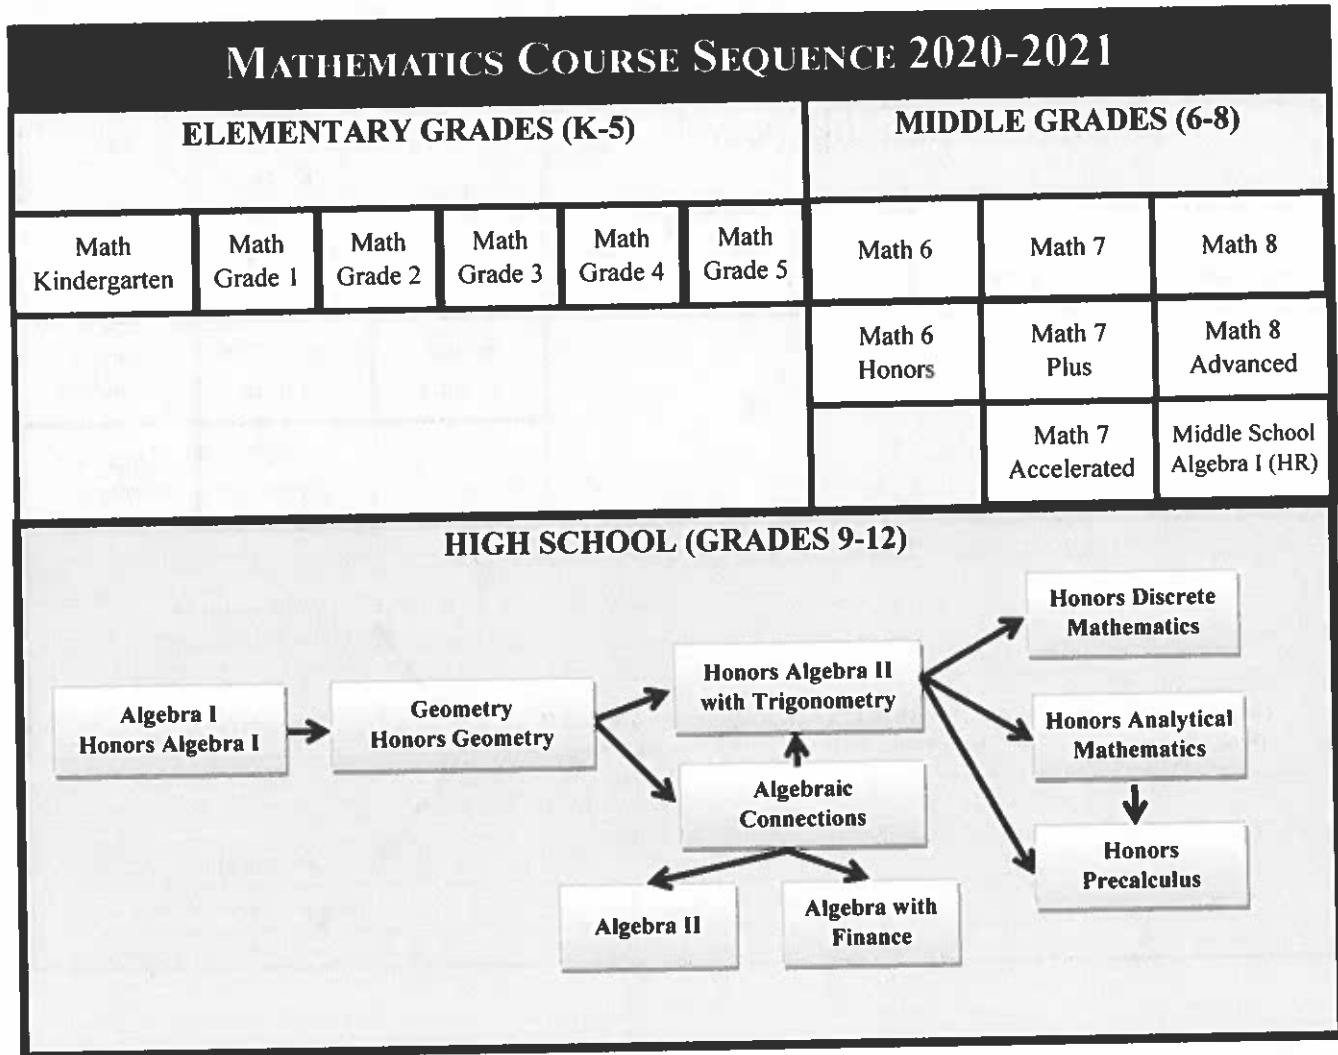 MATHEMATICS COURSE SEQUENCE 2020-2021
ELEMENTARY GRADES (K-5)
MIDDLE GRADES (6-8)
Math
Kindergarten
Math
Grade 1
Math
Grade 2
Math
Grade 3
Math
Grade 4
Math
Grade 5
Math 6
Math 7
Math 8
Math 6
Honors
Math 7
Plus
Math 8
Advanced
Math 7
Accelerated
Middle School
Algebra I (HR)
HIGH SCHOOL (GRADES 9-12)
Algebra I
Honors Algebra I
Geometry
Honors Geometry
Honors Algebra II
with Trigonometry
Algebraic
Connections
Algebra II
Algebra with
Finance
Honors Discrete
Mathematics
Honors Analytical
Mathematics
Honors
Precalculus